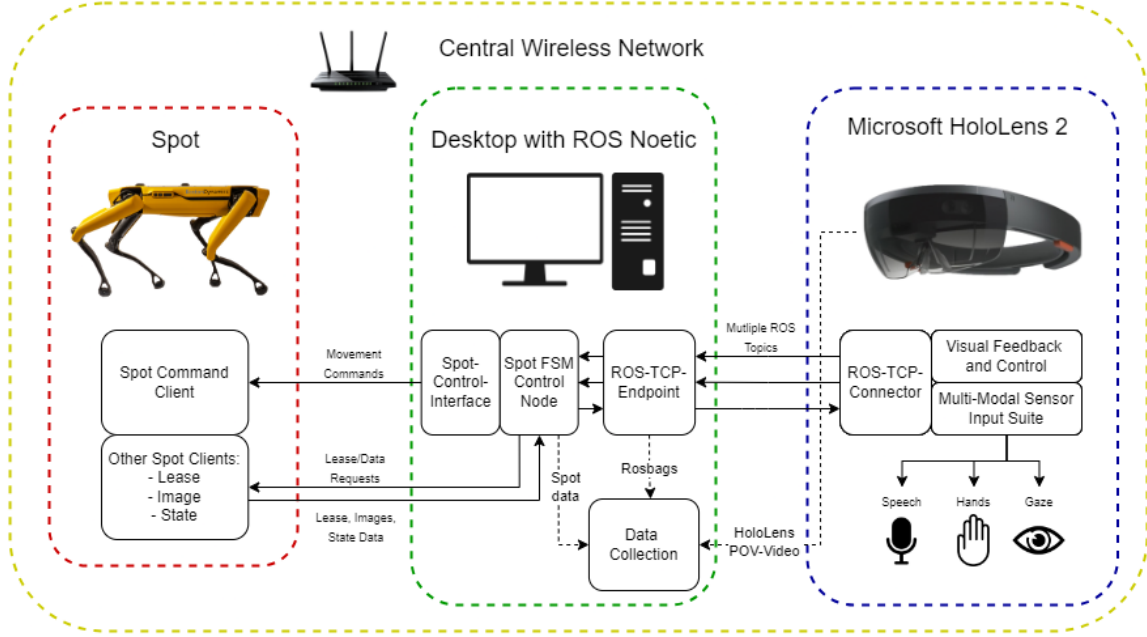 Central Wireless Network
Spot
Desktop with ROS Noetic
Microsoft HoloLens 2
Spot Command
Client
Other Spot Clients:
- Lease
- Image
- State
Movement
Commands
Lease/Data
Requests
Lease, Images,
State Data
Spot-
Control-
Interface
Spot FSM
Control
Node
ROS-TCP-
Endpoint
Spot
data
Rosbags
Data
Collection
Mutliple ROS
Topics
HoloLens
POV-Video
ROS-TCP-
Connector
Visual Feedback
and Control
Multi-Modal Sensor
Input Suite
Speech
Hands
Gaze